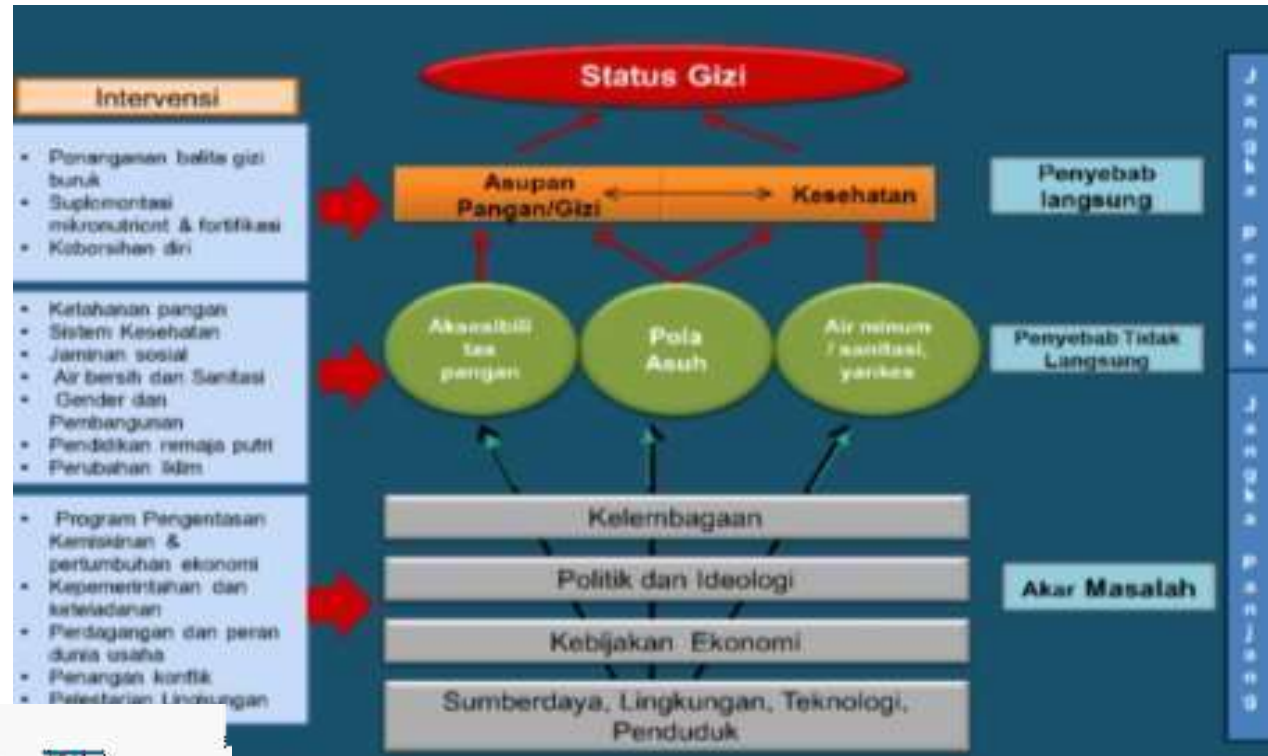 Status Gizi
Intervensi
• Penanganan balita gizi
buruk
• Suplementasi
mikronutrient & fortifikasi
• Kebersihan diri
Asupan
Pangan/Gizi
Kesehatan
Penyebab
langsung
• Ketahanan pangan
• Sistem Kesehatan
• Jaminan sosial
• Air bersih dan Sanitasi
• Gender dan
Pembangunan
• Pendidikan remaja putri
• Perubahan Iklim
Aksesibili
tas
pangan
Pola
Asuh
Air minum
/ sanitasi,
yankes
Penyebab Tidak
Langsung
• Program Pengentasan
Kemiskinan &
pertumbuhan ekonomi
• Kepemerintahan dan
keteladanan
• Perdagangan dan peran
dunia usaha
• Penangan konflik
• Pelestarian Lingkungan
Kelembagaan
Politik dan Ideologi
Kebijakan Ekonomi
Sumberdaya, Lingkungan, Teknologi,
Penduduk
Akar Masalah
Jangka Pendek
Jangka Panjang